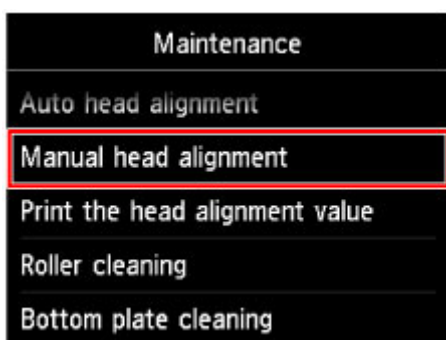 Maintenance
Auto head alignment
Manual head alignment
Print the head alignment value
Roller cleaning
Bottom plate cleaning